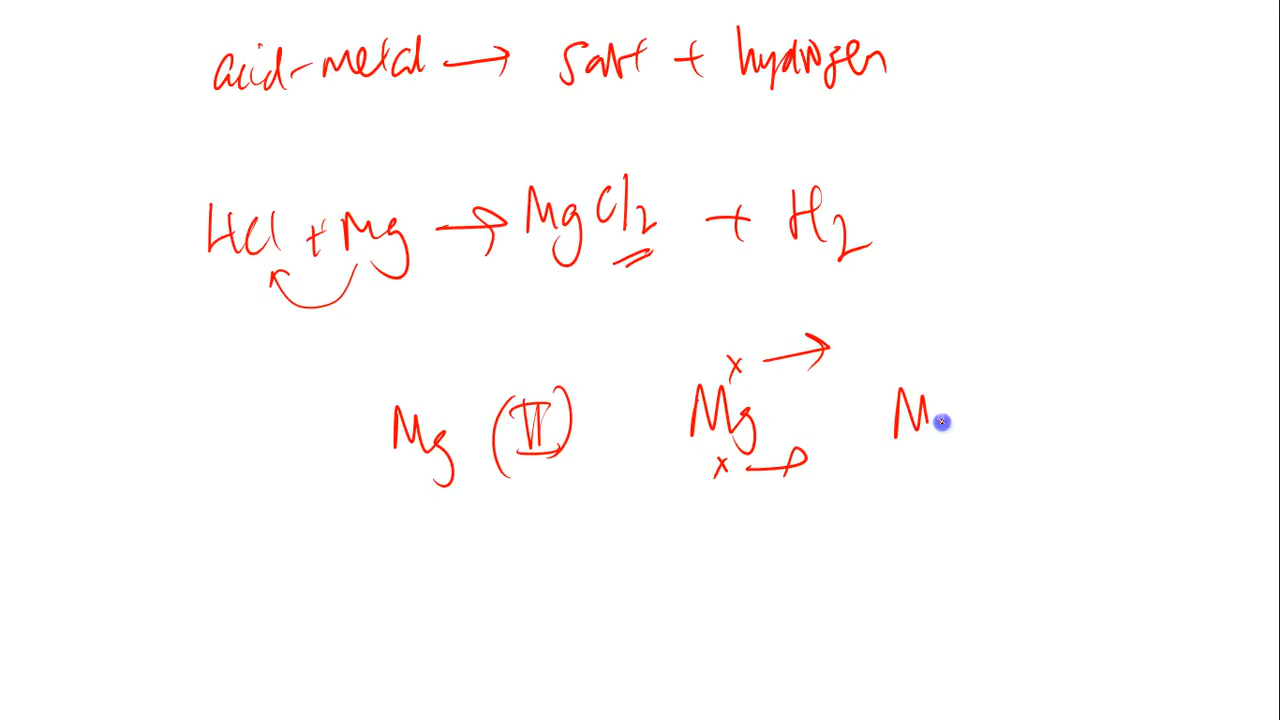 acid-metal → salt + hydrogen
HCl + Mg → MgCl2 + H2
Mg (II) Mg x → x → M